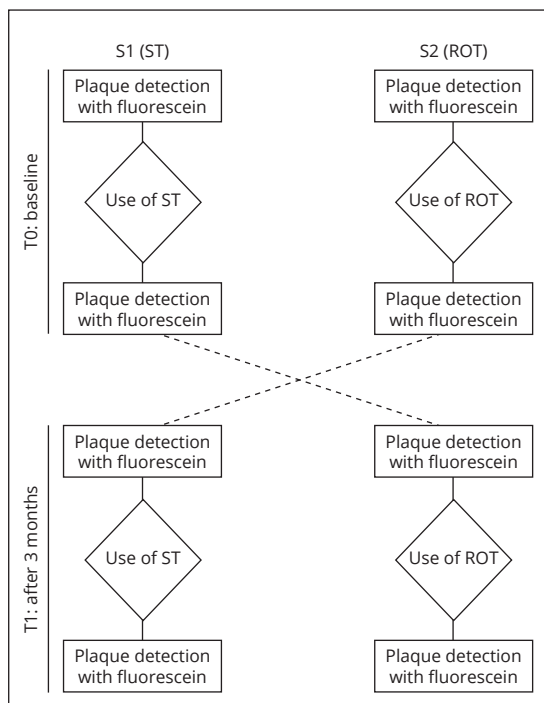 S1 (ST)
S2 (ROT)
T0: baseline
Plaque detection
with fluorescein
Plaque detection
with fluorescein
Use of ST
Use of ROT
Plaque detection
with fluorescein
Plaque detection
with fluorescein
T1: after 3 months
Plaque detection
with fluorescein
Plaque detection
with fluorescein
Use of ST
Use of ROT
Plaque detection
with fluorescein
Plaque detection
with fluorescein